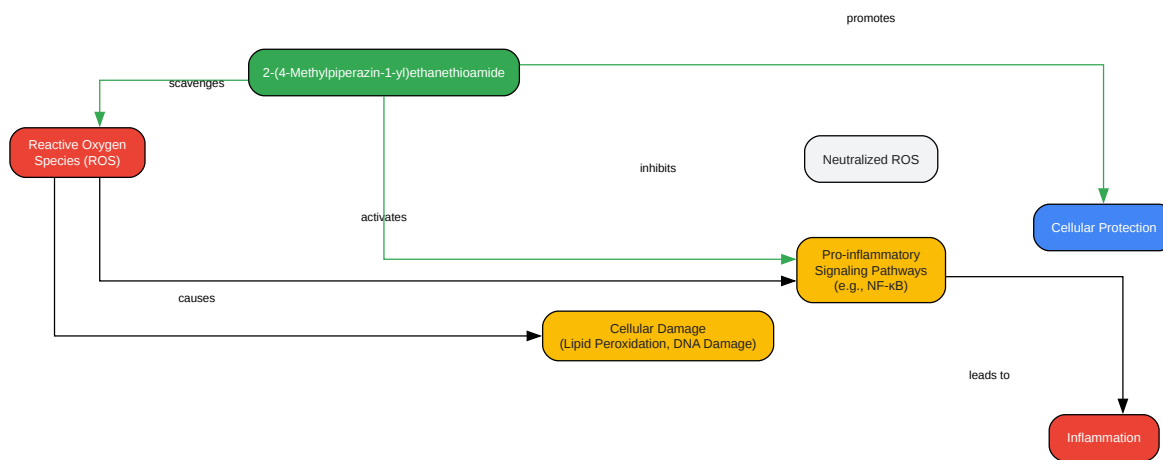 promotes
2-(4-Methylpiperazin-1-yl)ethanethioamide
scavenges
Reactive Oxygen
Species (ROS)
Neutralized ROS
inhibits
activates
Cellular Protection
Pro-inflammatory
Signaling Pathways
(e.g., NF-κB)
causes
Cellular Damage
(Lipid Peroxidation, DNA Damage)
leads to
Inflammation